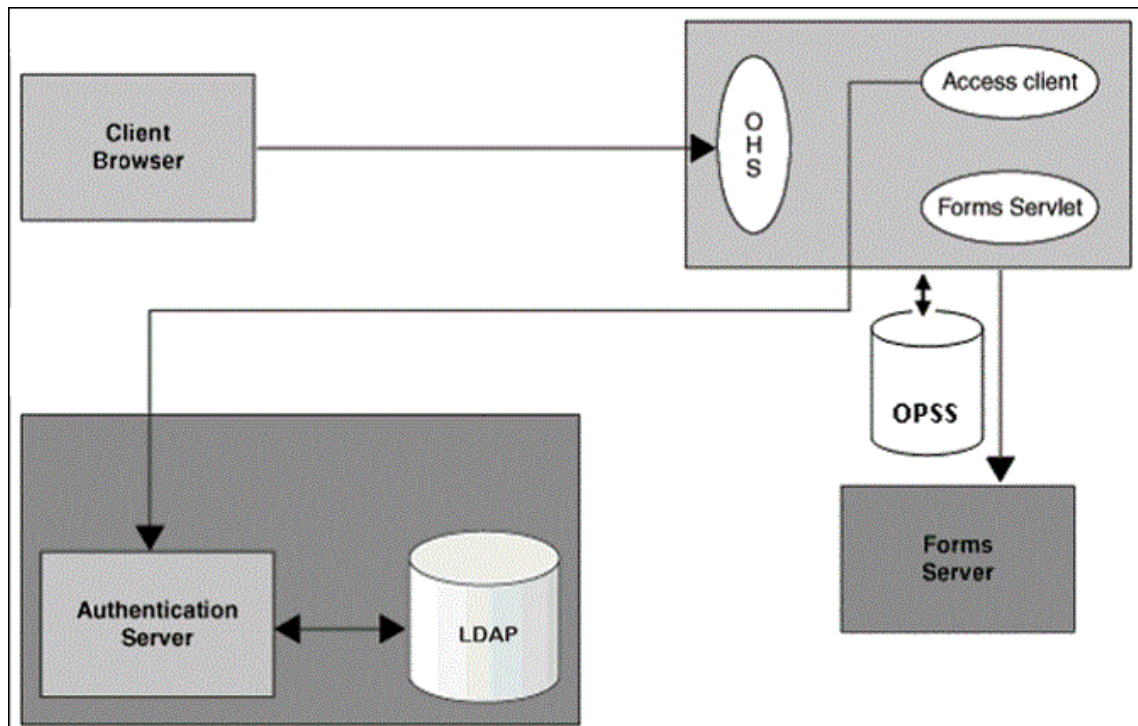 Client
Browser
O
H
S
Access client
Forms Servlet
OPSS
Forms
Server
Authentication
Server
LDAP